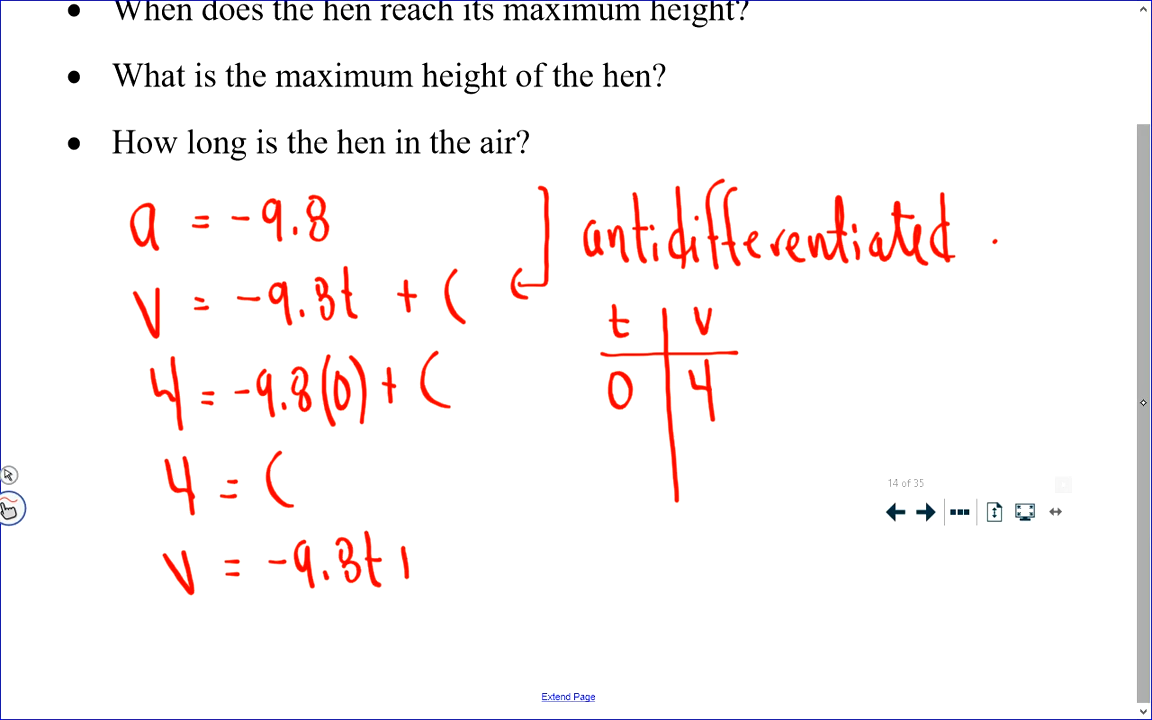 • When does the hen reach its maximum height?
• What is the maximum height of the hen?
• How long is the hen in the air?
a = -9.8
antidifferentiated .
v = -9.8t + C
t v
4 = -9.8(0) + C
0 4
4 = C
14 of 35
v = -9.8t
Extend Page